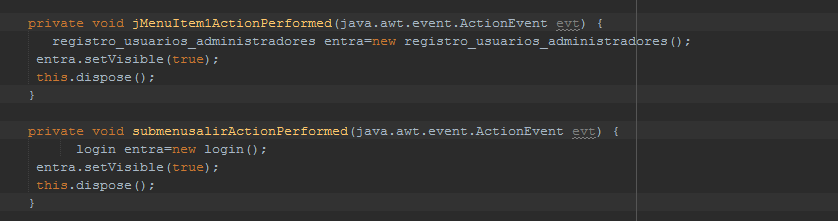 private void jMenuItem1ActionPerformed(java.awt.event.ActionEvent evt) {
registro_usuarios_administradores entra=new registro_usuarios_administradores();
entra.setVisible(true);
this.dispose();
}
private void submenusalirActionPerformed(java.awt.event.ActionEvent evt) {
login entra=new login();
entra.setVisible(true);
this.dispose();
}